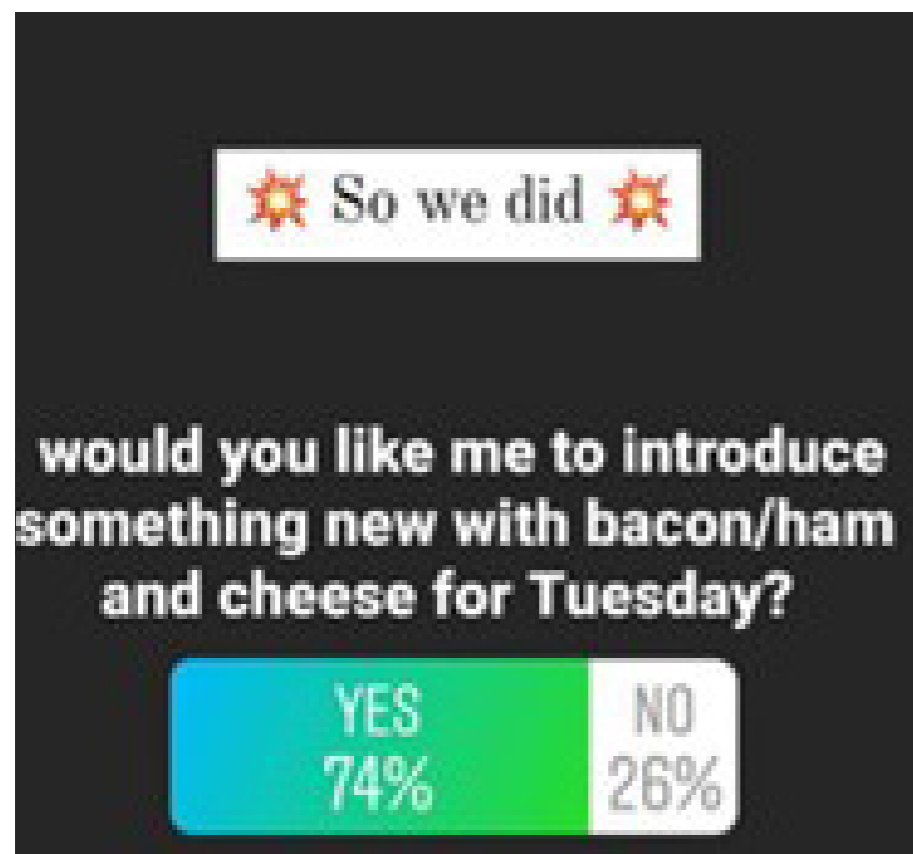 💥 So we did 💥
would you like me to introduce
something new with bacon/ham
and cheese for Tuesday?
YES NO
74% 26%